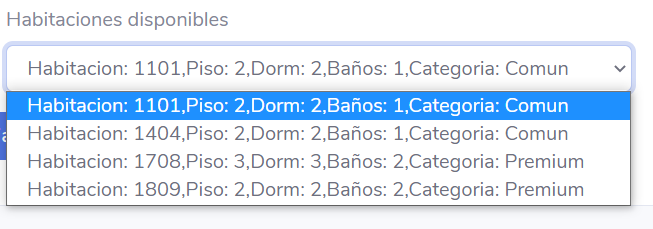 Habitaciones disponibles
Habitacion: 1101,Piso: 2,Dorm: 2,Baños: 1,Categoria: Comun
Habitacion: 1101,Piso: 2,Dorm: 2,Baños: 1,Categoria: Comun
Habitacion: 1404,Piso: 2,Dorm: 2,Baños: 1,Categoria: Comun
Habitacion: 1708,Piso: 3,Dorm: 3,Baños: 2,Categoria: Premium
Habitacion: 1809,Piso: 2,Dorm: 2,Baños: 2,Categoria: Premium